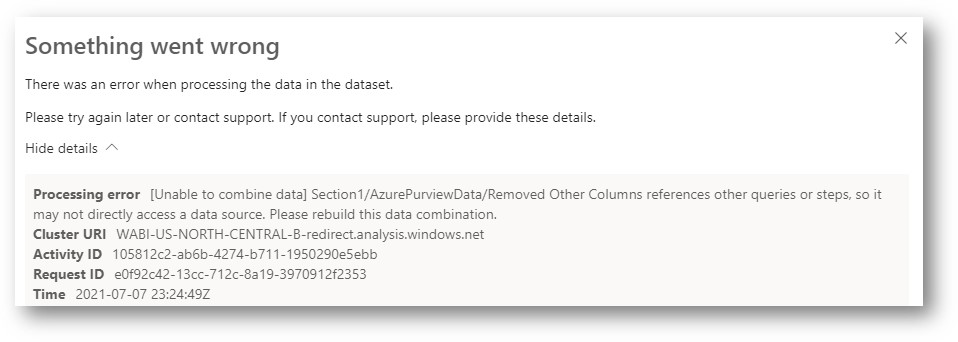 Something went wrong
There was an error when processing the data in the dataset.
Please try again later or contact support. If you contact support, please provide these details.
Hide details
Processing error [Unable to combine data] Section1/AzurePurviewData/Removed Other Columns references other queries or steps, so it
may not directly access a data source. Please rebuild this data combination.
Cluster URI WABI-US-NORTH-CENTRAL-B-redirect.analysis.windows.net
Activity ID 105812c2-ab6b-4274-b711-1950290e5ebb
Request ID e0f92c42-13cc-712c-8a19-3970912f2353
Time 2021-07-07 23:24:49Z